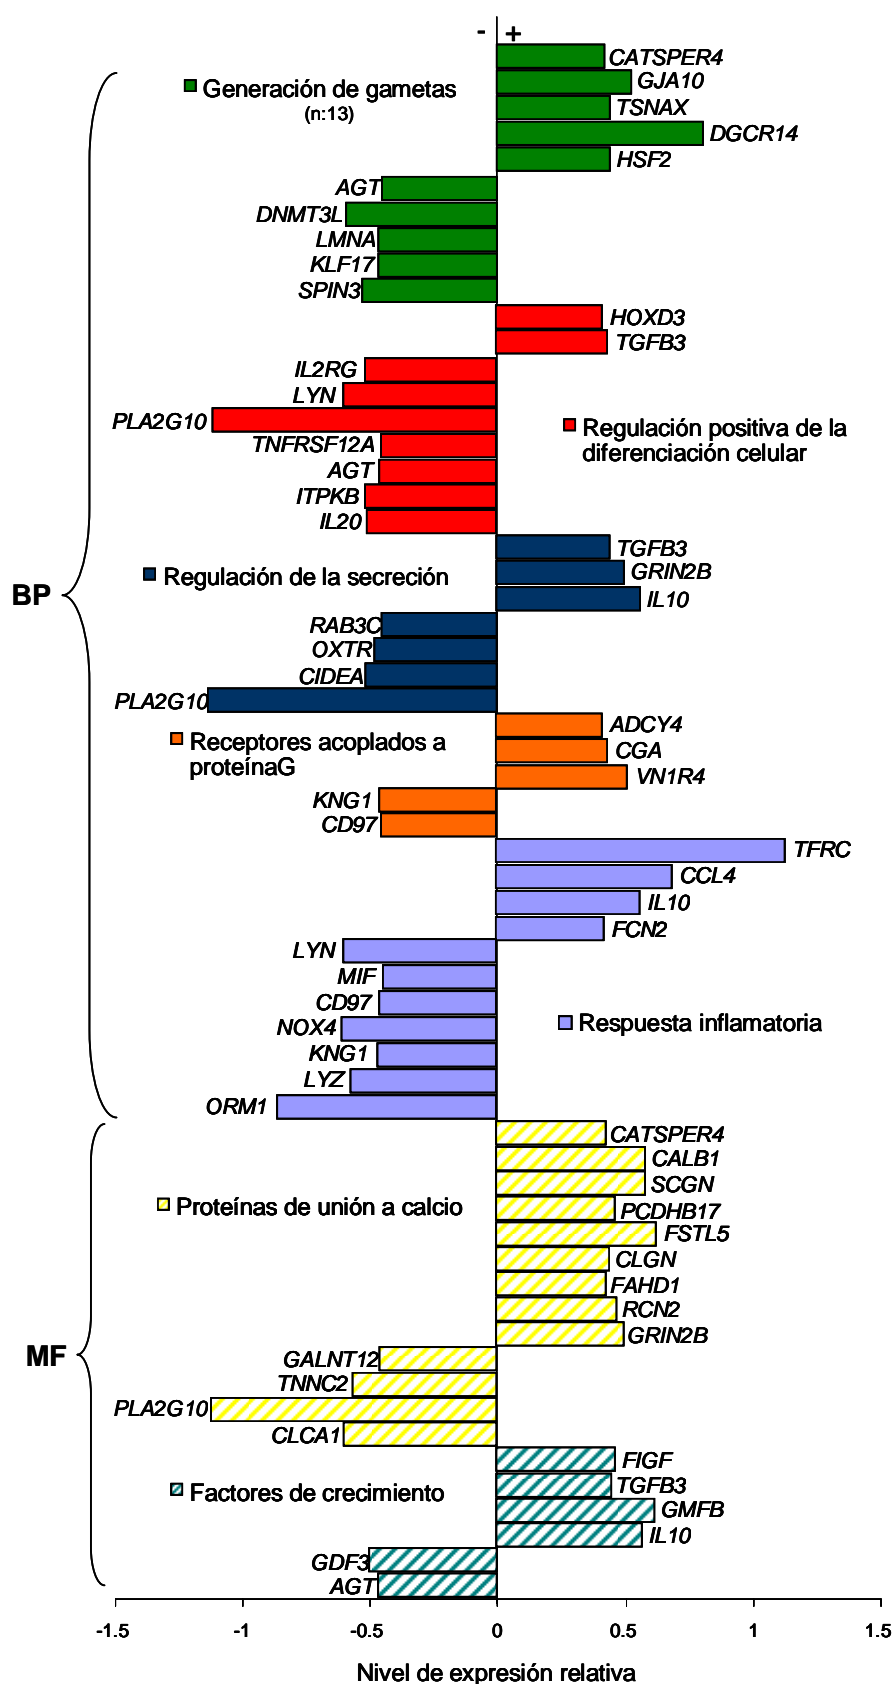 - +
CATSPER4
Generación de gametas
GJA10
(n:13)
TSNAX
DGCR14
HSF2
AGT
DNMT3L
LMNA
KLF17
SPIN3
HOXD3
TGFB3
IL2RG
LYN
PLA2G10
Regulación positiva de la
diferenciación celular
TNFRSF12A
AGT
ITPKB
IL20
TGFB3
Regulación de la secreción
GRIN2B
BP
IL10
RAB3C
OXTR
CIDEA
PLA2G10
ADCY4
Receptores acoplados a
proteínaG
CGA
VN1R4
KNG1
CD97
TFRC
CCL4
IL10
FCN2
LYN
MIF
CD97
NOX4
Respuesta inflamatoria
KNG1
LYZ
ORM1
CATSPER4
CALB1
SCGN
Proteínas de unión a calcio
PCDHB17
FSTL5
CLGN
FAHD1
RCN2
GRIN2B
MF
GALNT12
TNNC2
PLA2G10
CLCA1
FIGF
Factores de crecimiento
TGFB3
GMFB
IL10
GDF3
AGT
-1.5 -1 -0.5 0 0.5 1 1.5
Nivel de expresión relativa